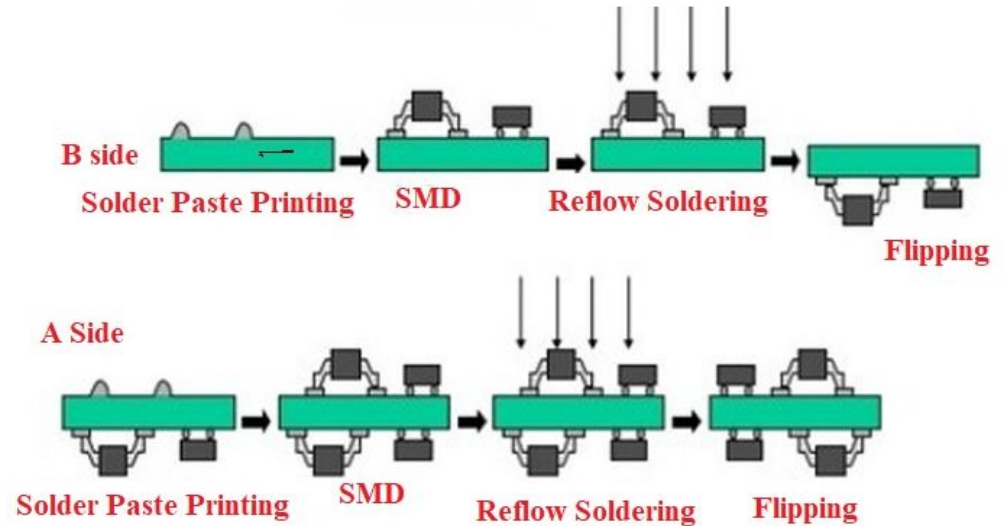 B side
Solder Paste Printing
SMD
Reflow Soldering
Flipping
A Side
Solder Paste Printing
SMD
Reflow Soldering
Flipping